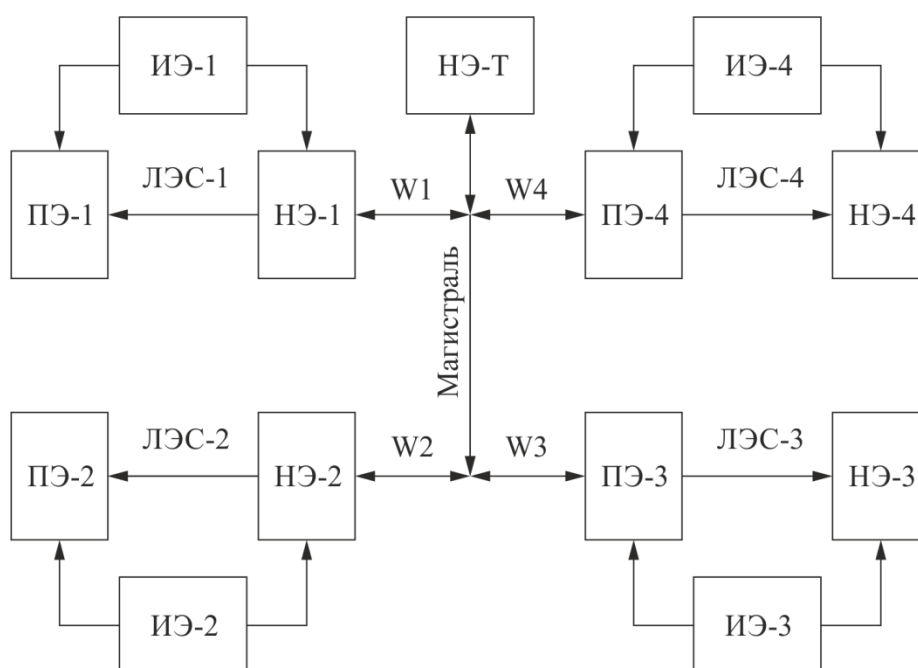 ИЭ-1
НЭ-Т
ИЭ-4
ПЭ-1
ЛЭС-1
НЭ-1
W1
W4
ПЭ-4
ЛЭС-4
НЭ-4
Магистраль
ПЭ-2
ЛЭС-2
НЭ-2
W2
W3
ПЭ-3
ЛЭС-3
НЭ-3
ИЭ-2
ИЭ-3